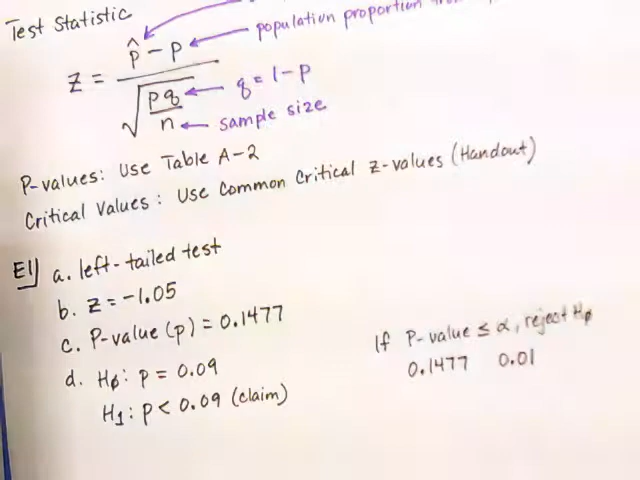 Test Statistic
population proportion
Z = p̂ - p / √(pq/n)
q = 1 - p
sample size
P-values: Use Table A-2
Critical Values: Use Common Critical Z-values (Handout)
E1) a. left-tailed test
b. Z = -1.05
c. P-value (p) = 0.1477
d. H∅: p = 0.09
H1: p < 0.09 (claim)
If P-value ≤ α, reject H∅
0.1477 0.01